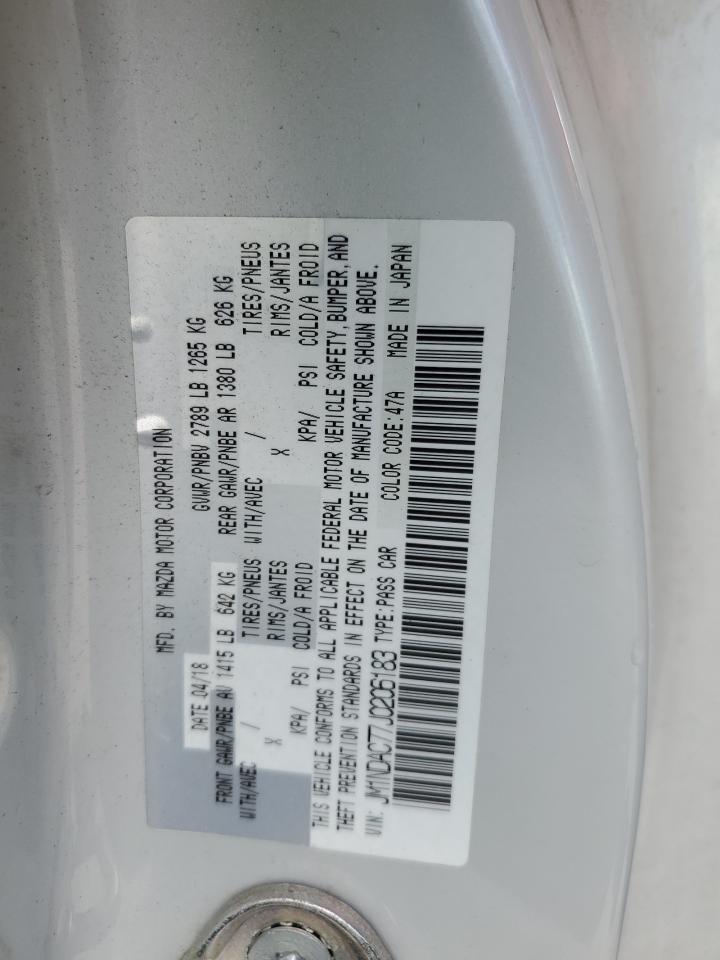 MFD. BY MAZDA MOTOR CORPORATION
DATE 04/18 GVWR/PNBV 2789 LB 1265 KG
FRONT GAWR/PNBE AV 1415 LB 642 KG REAR GAWR/PNBE AR 1380 LB 626 KG
WITH/AVEC / TIRES/PNEUS WITH/AVEC / TIRES/PNEUS
X RIMS/JANTES X RIMS/JANTES
KPA/ PSI COLD/A FROID KPA/ PSI COLD/A FROID
THIS VEHICLE CONFORMS TO ALL APPLICABLE FEDERAL MOTOR VEHICLE SAFETY, BUMPER, AND
THEFT PREVENTION STANDARDS IN EFFECT ON THE DATE OF MANUFACTURE SHOWN ABOVE.
VIN: JM1NDAC77J0206183 TYPE:PASS CAR COLOR CODE:47A MADE IN JAPAN